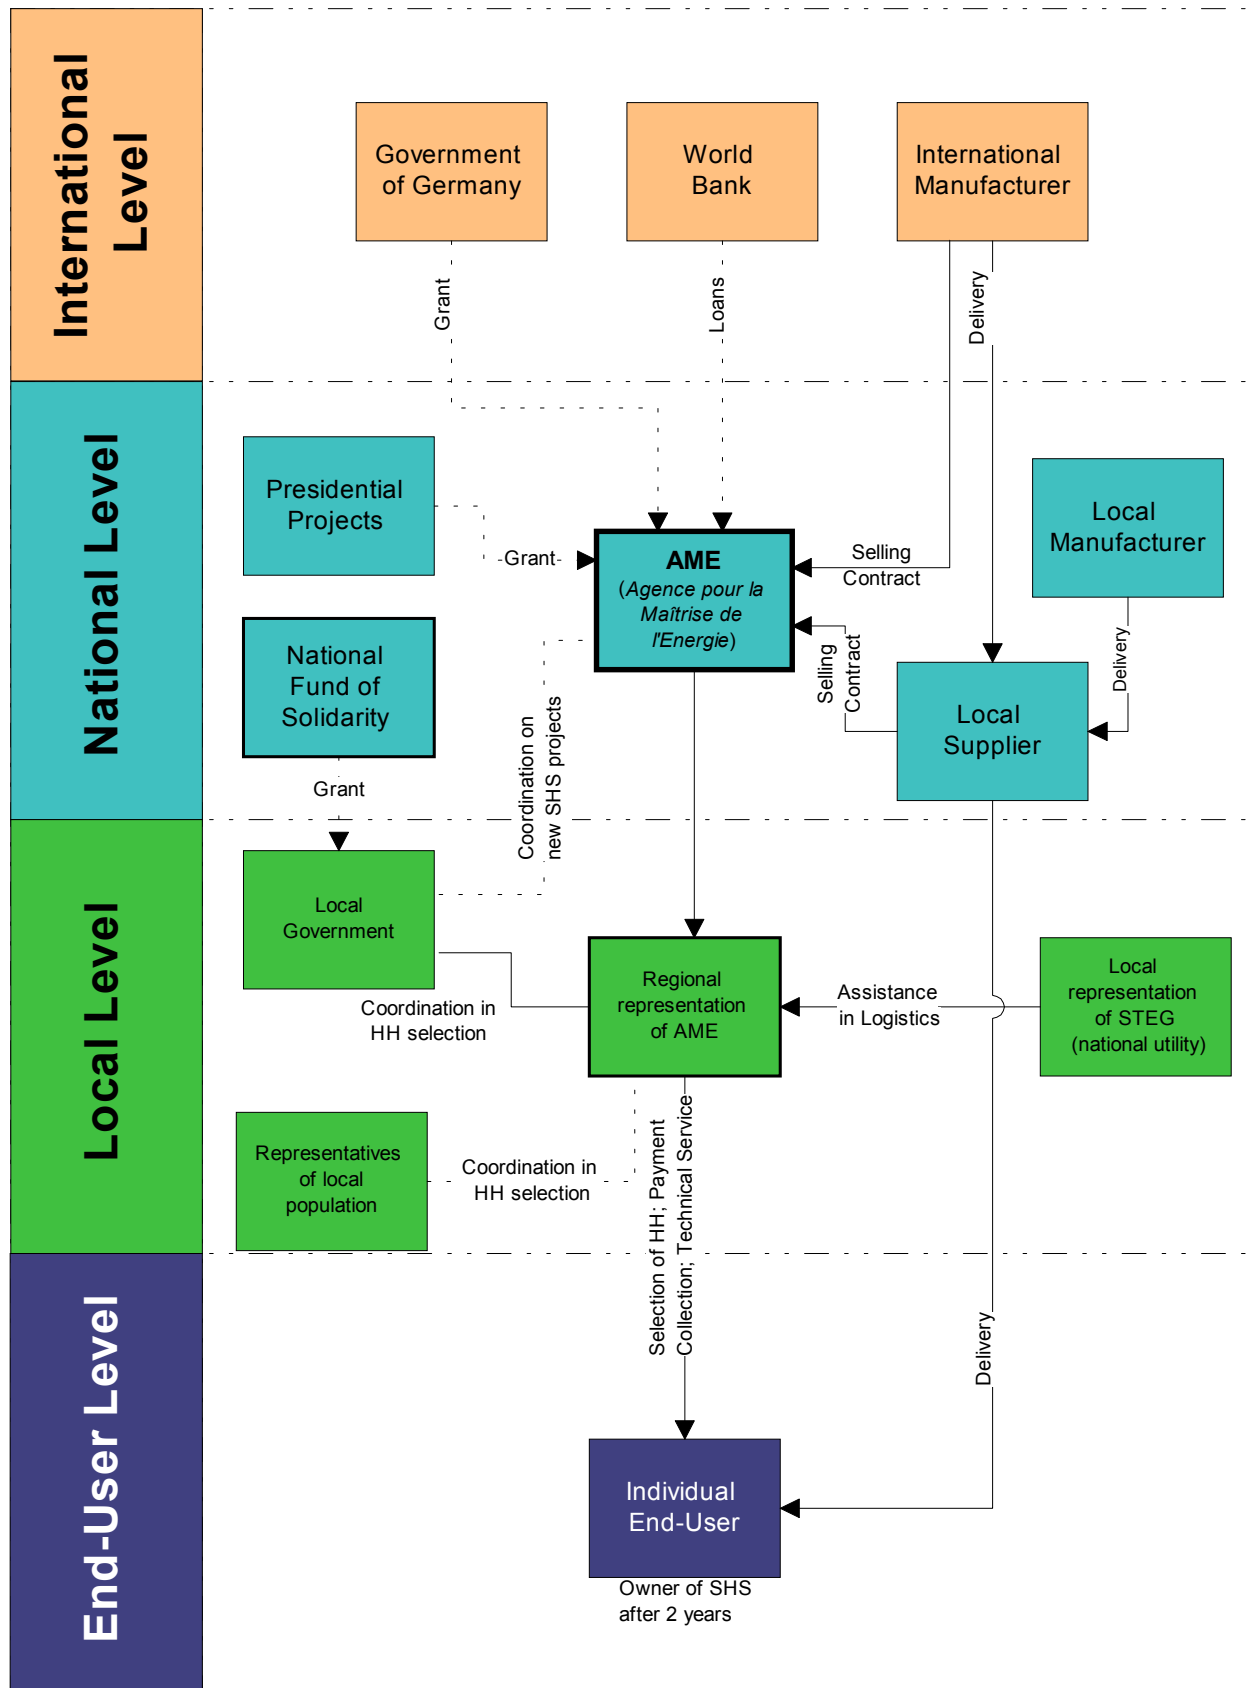 International
Level
Government
of Germany
World
Bank
International
Manufacturer
Grant
Loans
Delivery
National Level
Presidential
Projects
Grant
AME
(Agence pour la
Maîtrise de
l'Energie)
Selling
Contract
Local
Manufacturer
National
Fund of
Solidarity
Selling
Contract
Delivery
Local
Supplier
Grant
Coordination on
new SHS projects
Local Level
Local
Government
Coordination in
HH selection
Regional
representation
of AME
Assistance
in Logistics
Local
representation
of STEG
(national utility)
Representatives
of local
population
Coordination in
HH selection
Selection of HH; Payment
Collection; Technical Service
End-User Level
Delivery
Individual
End-User
Owner of SHS
after 2 years